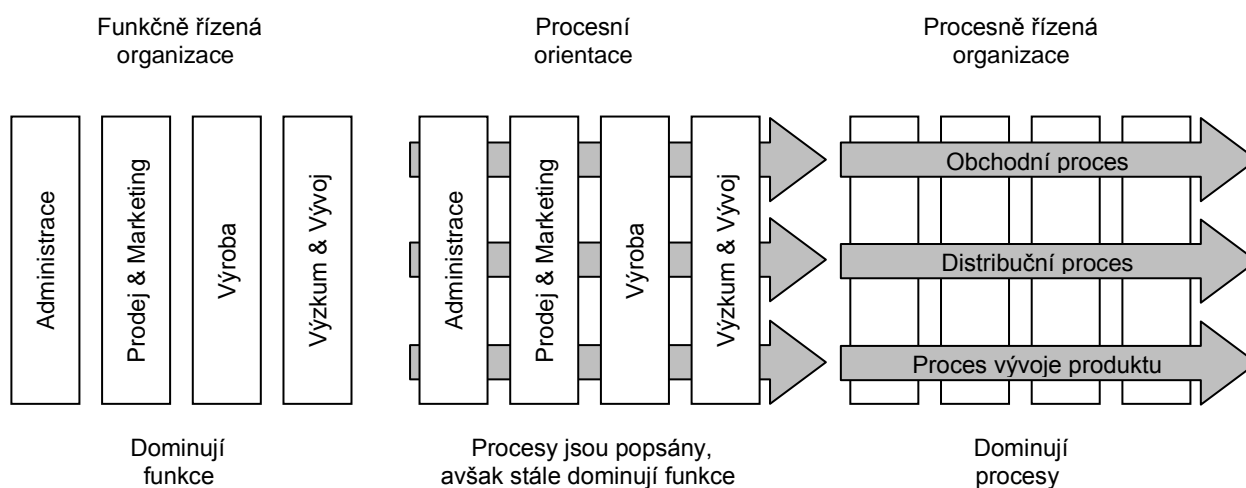 Funkčně řízená
organizace
Procesní
orientace
Procesně řízená
organizace
Administrace
Prodej & Marketing
Výroba
Výzkum & Vývoj
Administrace
Prodej & Marketing
Výroba
Výzkum & Vývoj
Obchodní proces
Distribuční proces
Proces vývoje produktu
Dominují
funkce
Procesy jsou popsány,
avšak stále dominují funkce
Dominují
procesy